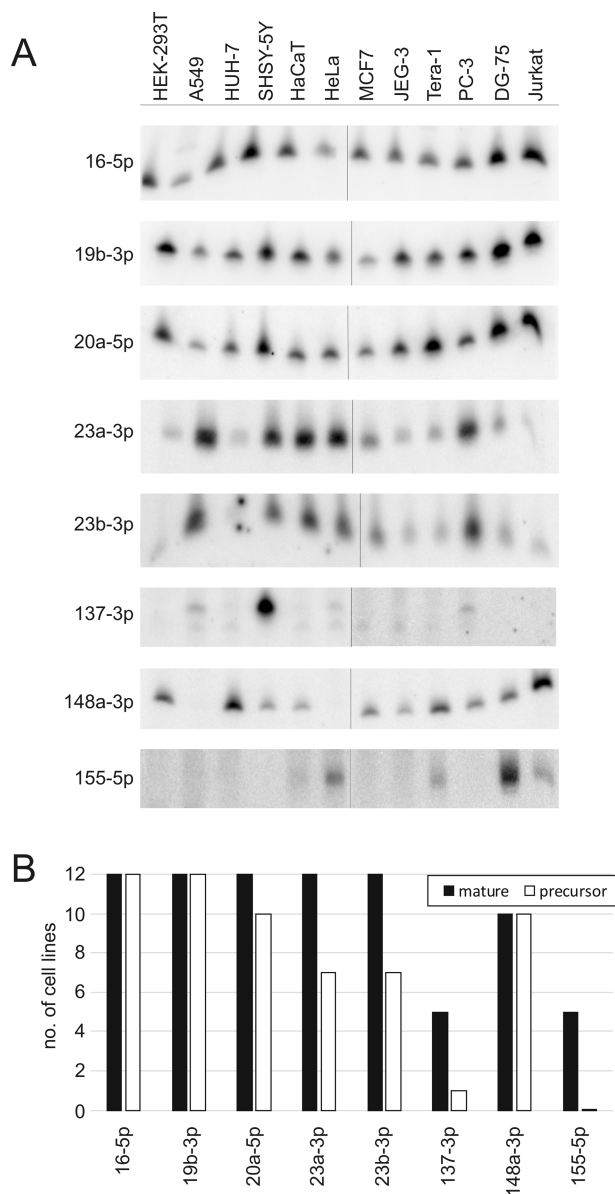 A
HEK-293T
A549
HUH-7
SHSY-5Y
HaCaT
HeLa
MCF7
JEG-3
Tera-1
PC-3
DG-75
Jurkat
16-5p
19b-3p
20a-5p
23a-3p
23b-3p
137-3p
148a-3p
155-5p
B
no. of cell lines
12
10
8
6
4
2
0
mature precursor
16-5p
19b-3p
20a-5p
23a-3p
23b-3p
137-3p
148a-3p
155-5p